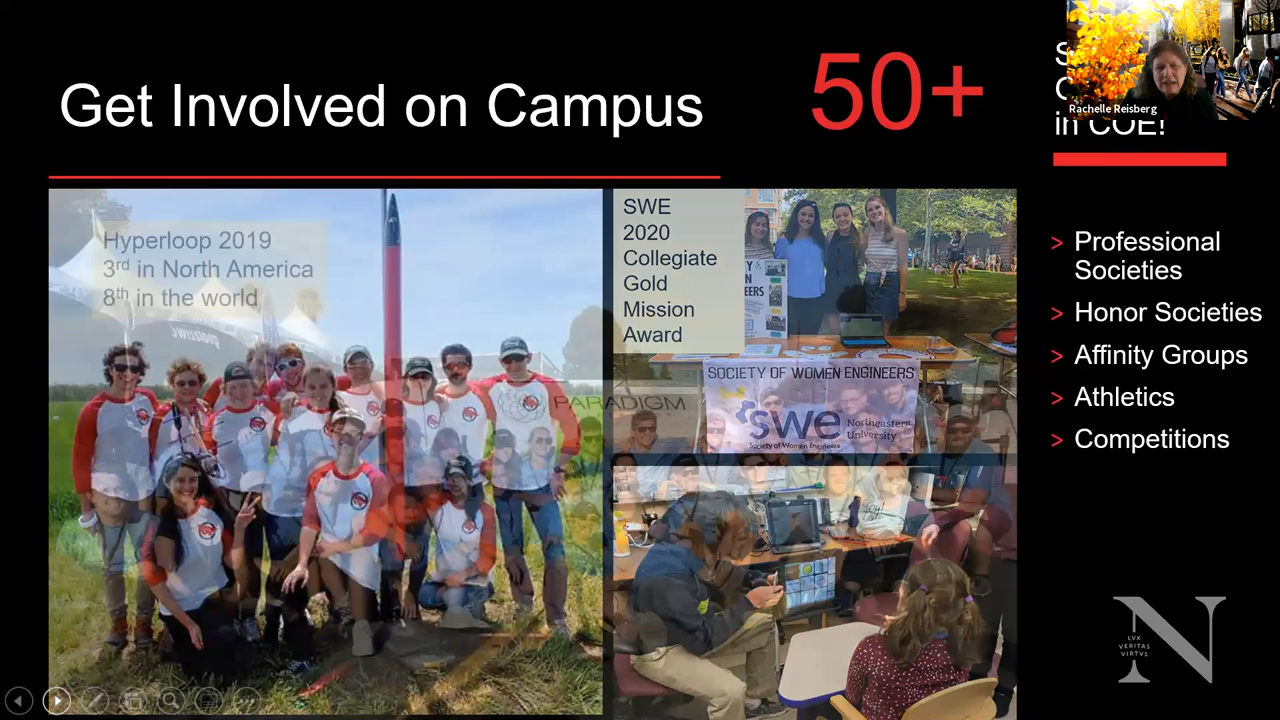 Get Involved on Campus
50+
in COE!
Rachelle Reisberg
Hyperloop 2019
3rd in North America
8th in the world
SWE
2020
Collegiate
Gold
Mission
Award
PARADIGM
SOCIETY OF WOMEN ENGINEERS
swe
Northeastern
University
Society of Women Engineers
> Professional
Societies
> Honor Societies
> Affinity Groups
> Athletics
> Competitions
N
LVX
VERITAS
VIRTVS